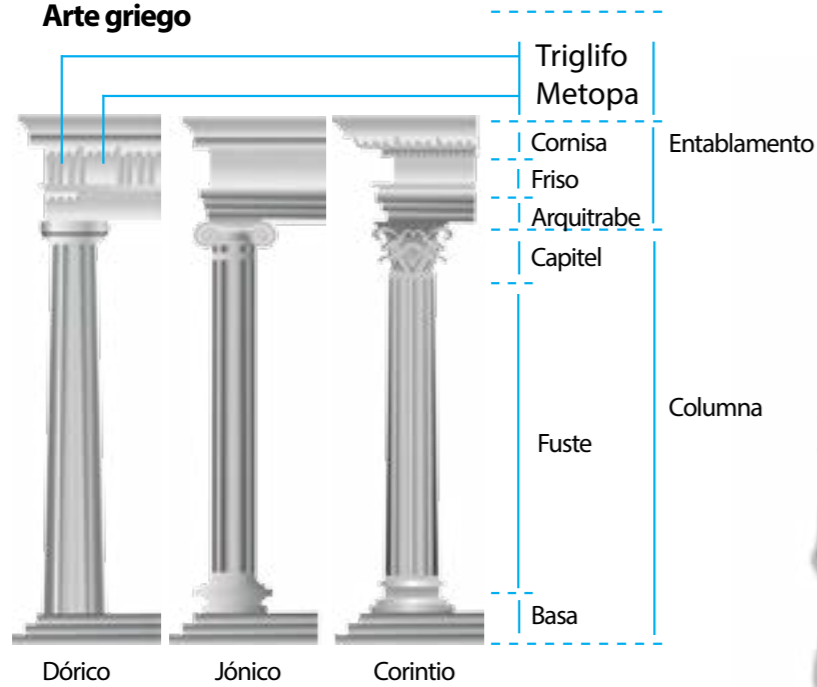 Arte griego
Triglifo
Metopa
Cornisa
Entablamento
Friso
Arquitrabe
Capitel
Columna
Fuste
Basa
Dórico Jónico Corintio